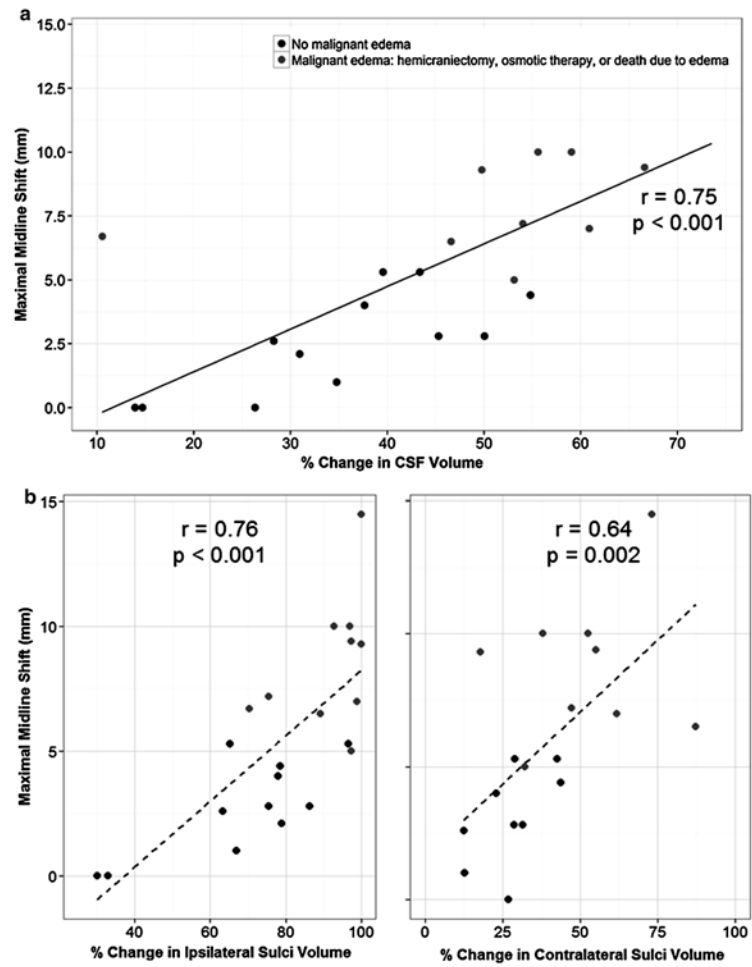 a
15.0
12.5
10.0
7.5
5.0
2.5
0.0
Maximal Midline Shift (mm)
No malignant edema
Malignant edema: hemicraniectomy, osmotic therapy, or death due to edema
r = 0.75
p < 0.001
10 20 30 40 50 60 70
% Change in CSF Volume
b
15
10
5
0
Maximal Midline Shift (mm)
r = 0.76
p < 0.001
40 60 80 100
% Change in Ipsilateral Sulci Volume
r = 0.64
p = 0.002
0 25 50 75 100
% Change in Contralateral Sulci Volume